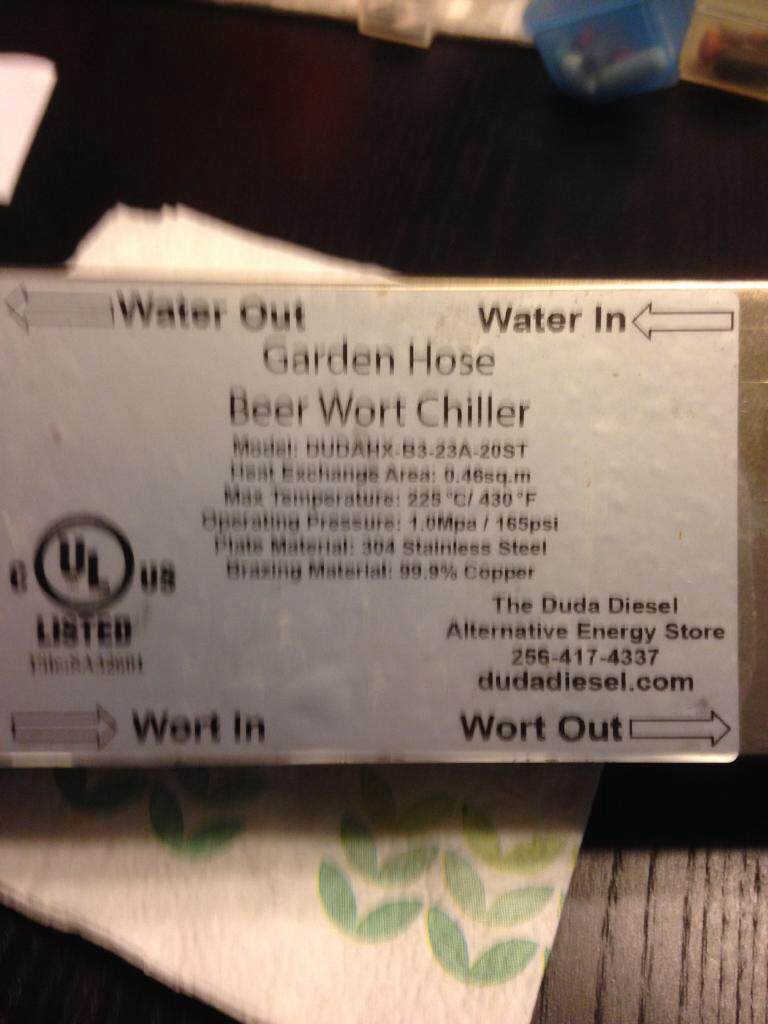 Water Out Water In
Garden Hose
Beer Wort Chiller
Model: DUDAHX-B3-23A-20ST
Heat Exchange Area: 0.46sq.m
Max Temperature: 225 °C/ 430 °F
Operating Pressure: 1.0Mpa / 165psi
Plate Material: 304 Stainless Steel
Brazing Material: 99.9% Copper
C UL US
LISTED
The Duda Diesel
Alternative Energy Store
256-417-4337
dudadiesel.com
Wort In Wort Out